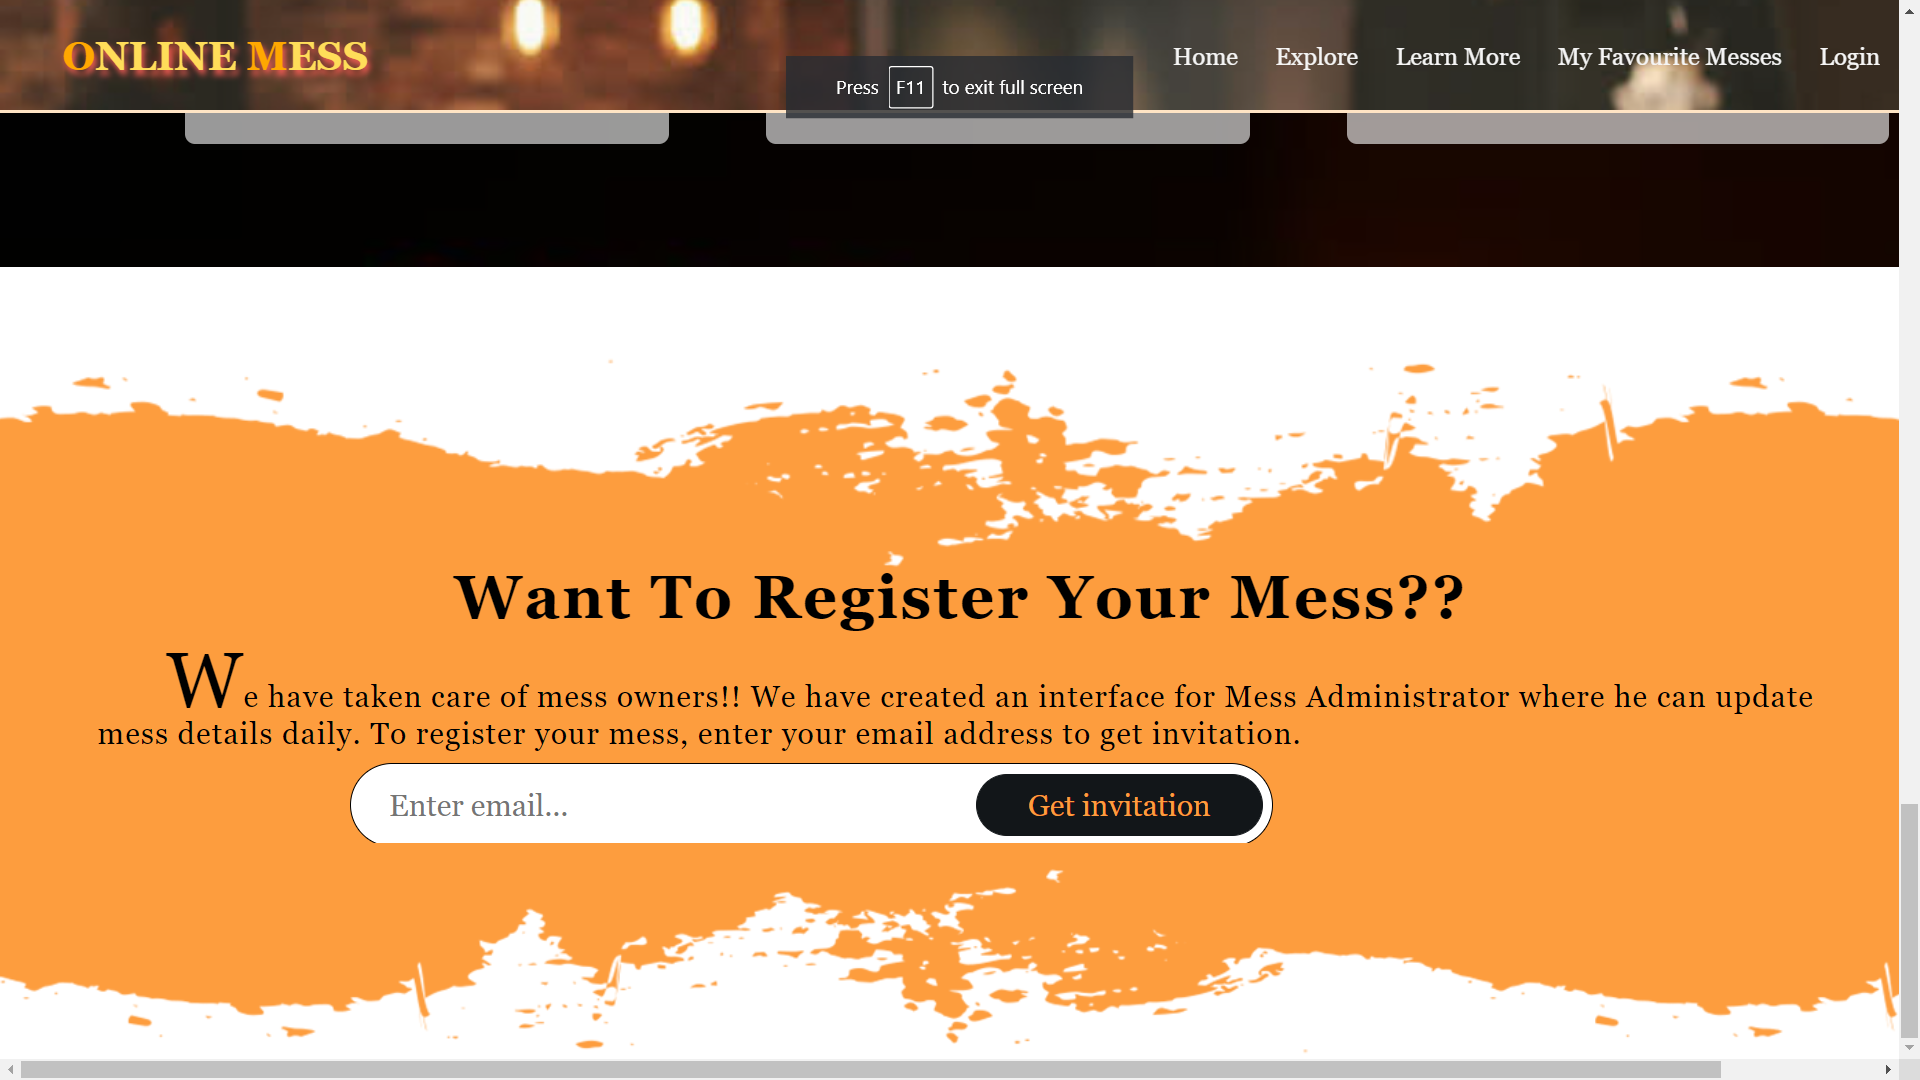 ONLINE MESS
Home Explore Learn More My Favourite Messes Login
Press F11 to exit full screen
Want To Register Your Mess??
We have taken care of mess owners!! We have created an interface for Mess Administrator where he can update
mess details daily. To register your mess, enter your email address to get invitation.
Enter email...
Get invitation